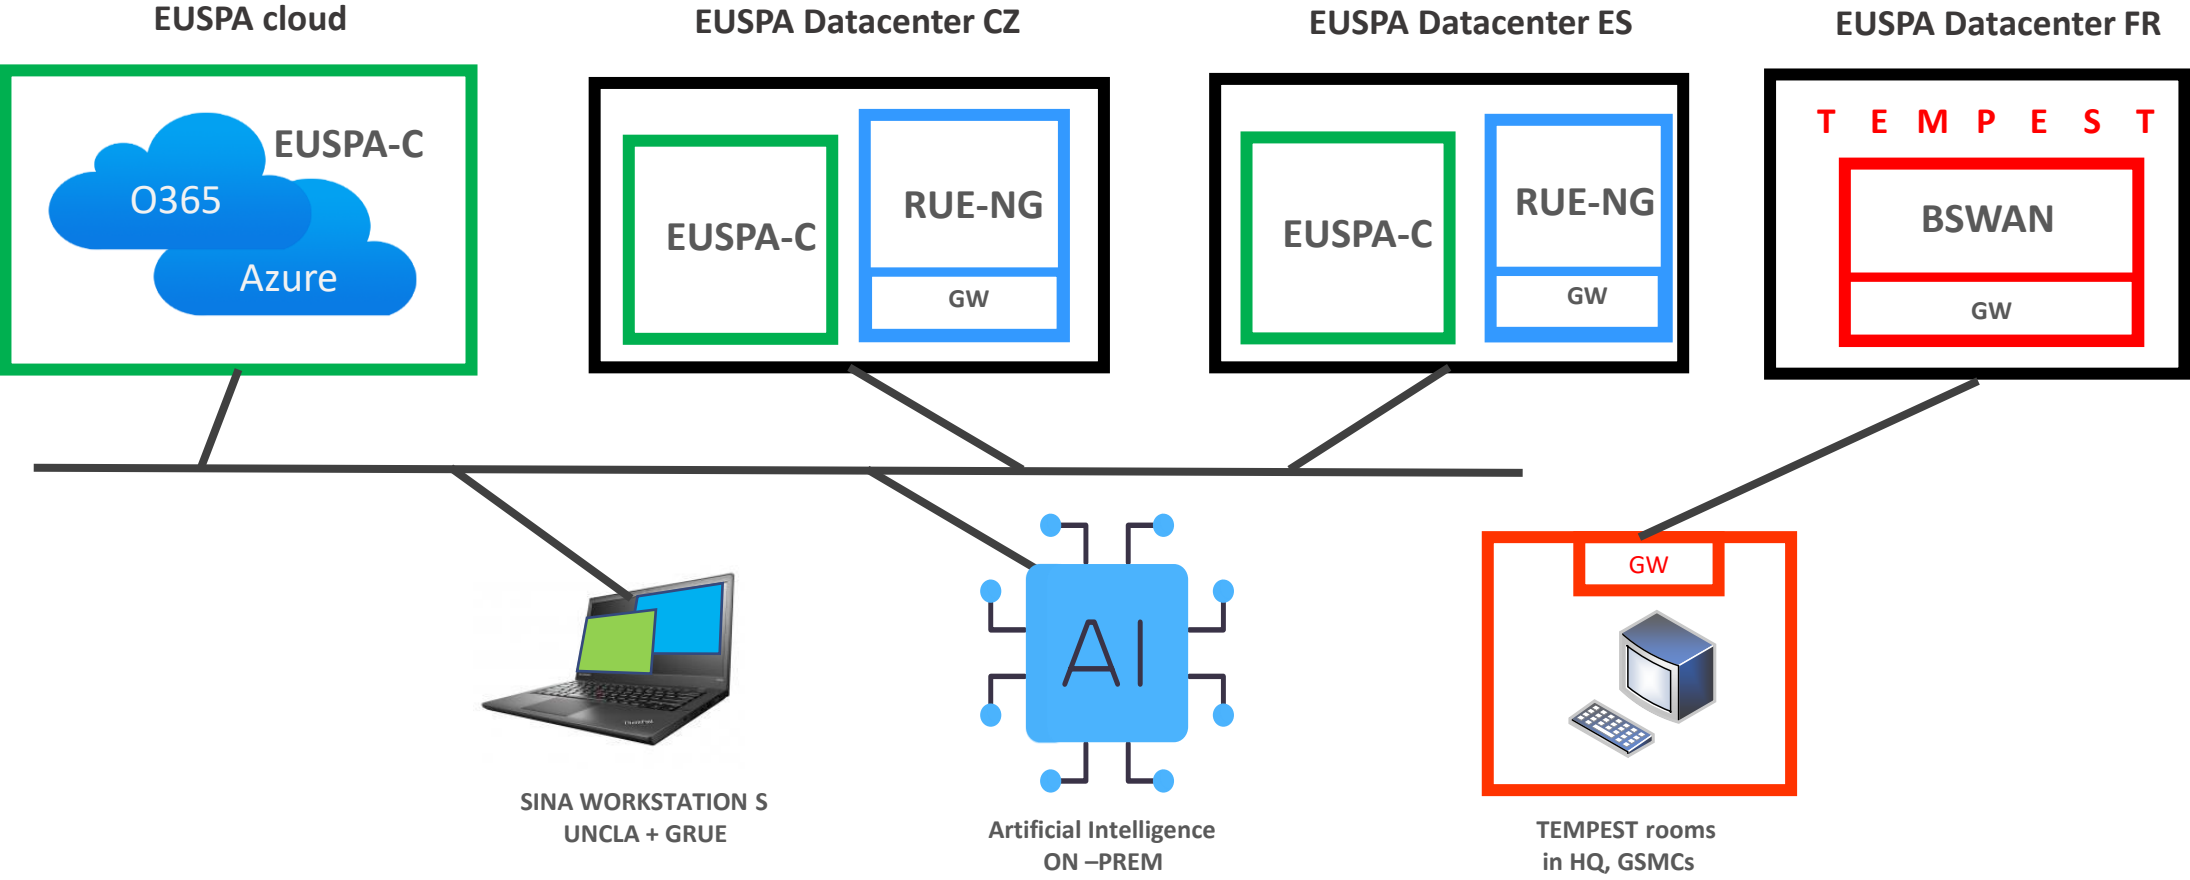 EUSPA cloud
EUSPA Datacenter CZ
EUSPA Datacenter ES
EUSPA Datacenter FR
EUSPA-C
O365
Azure
EUSPA-C
RUE-NG
GW
EUSPA-C
RUE-NG
GW
T E M P E S T
BSWAN
GW
AI
GW
ThinkPad
SINA WORKSTATION S
UNCLA + GRUE
Artificial Intelligence
ON –PREM
TEMPEST rooms
in HQ, GSMCs